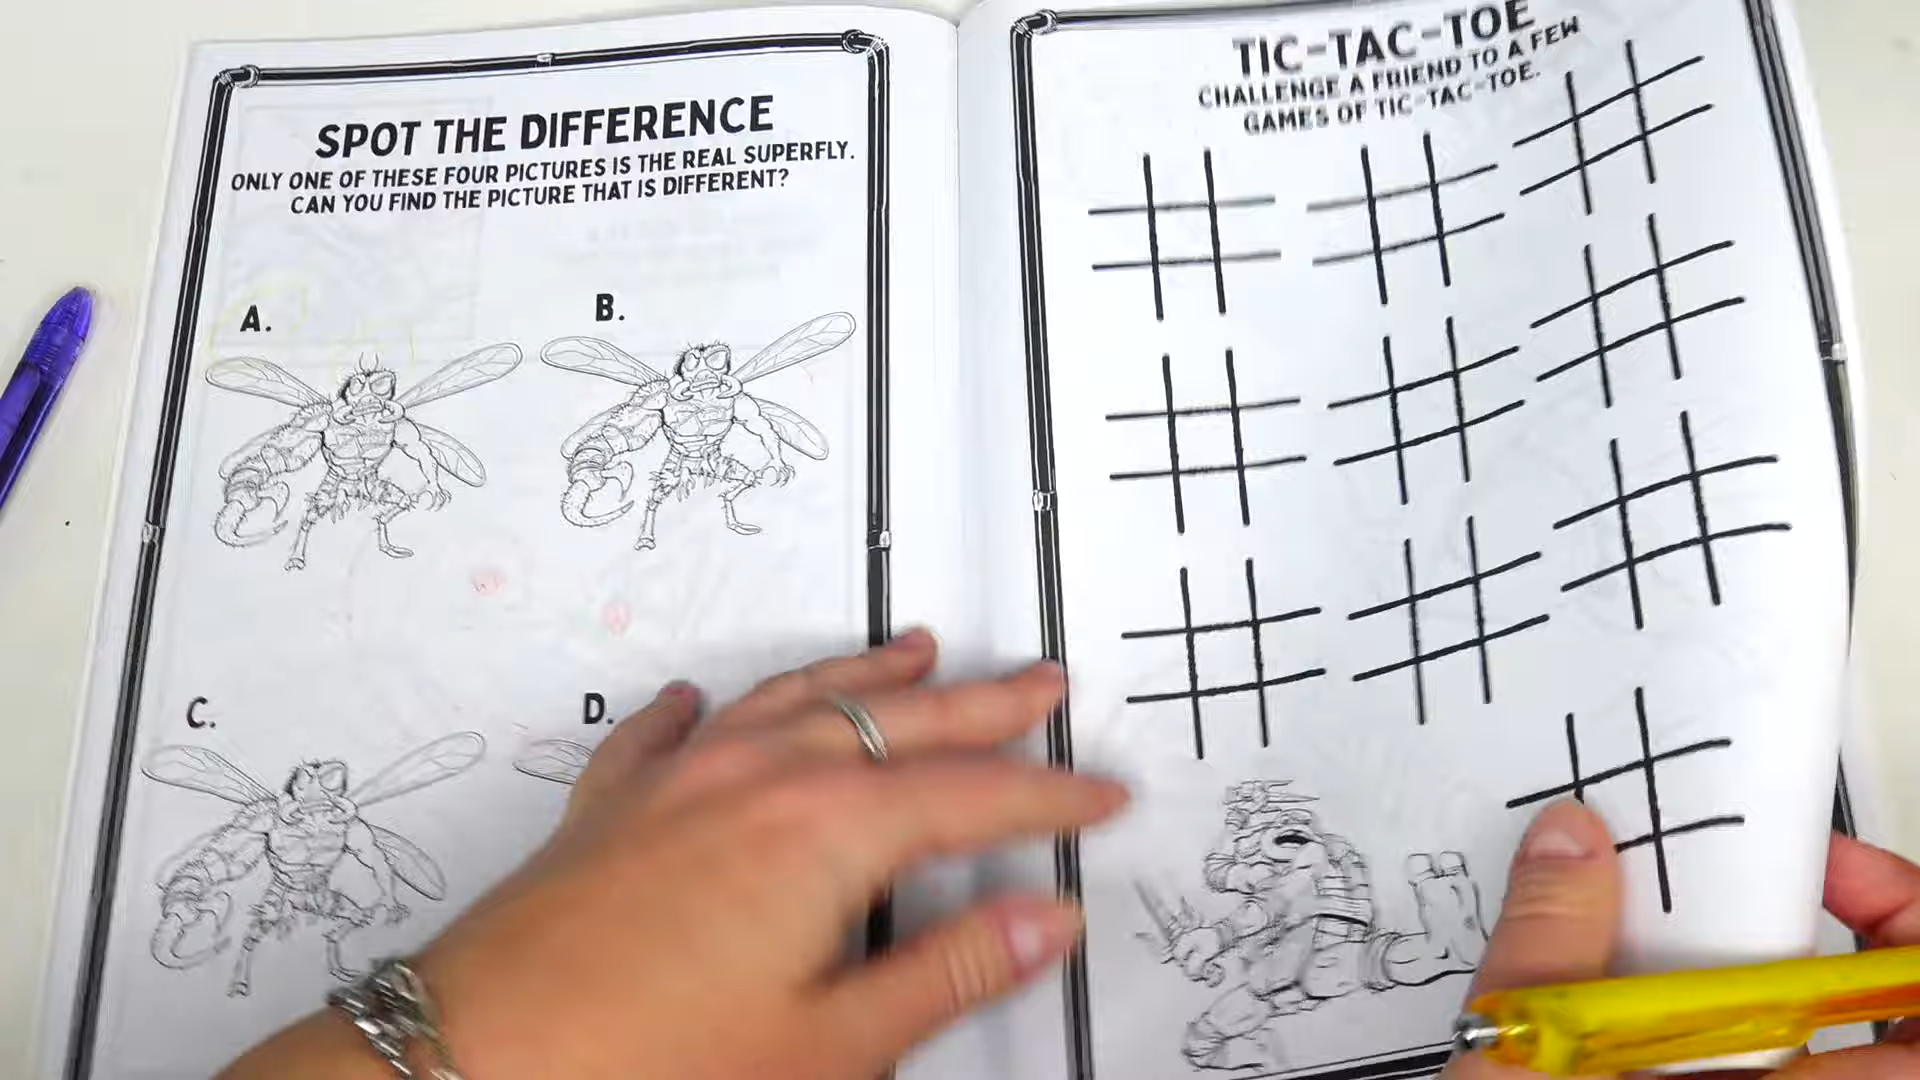 SPOT THE DIFFERENCE
ONLY ONE OF THESE FOUR PICTURES IS THE REAL SUPERFLY.
CAN YOU FIND THE PICTURE THAT IS DIFFERENT?
A.
B.
C.
D.
TIC-TAC-TOE
CHALLENGE A FRIEND TO A FEW
GAMES OF TIC-TAC-TOE.